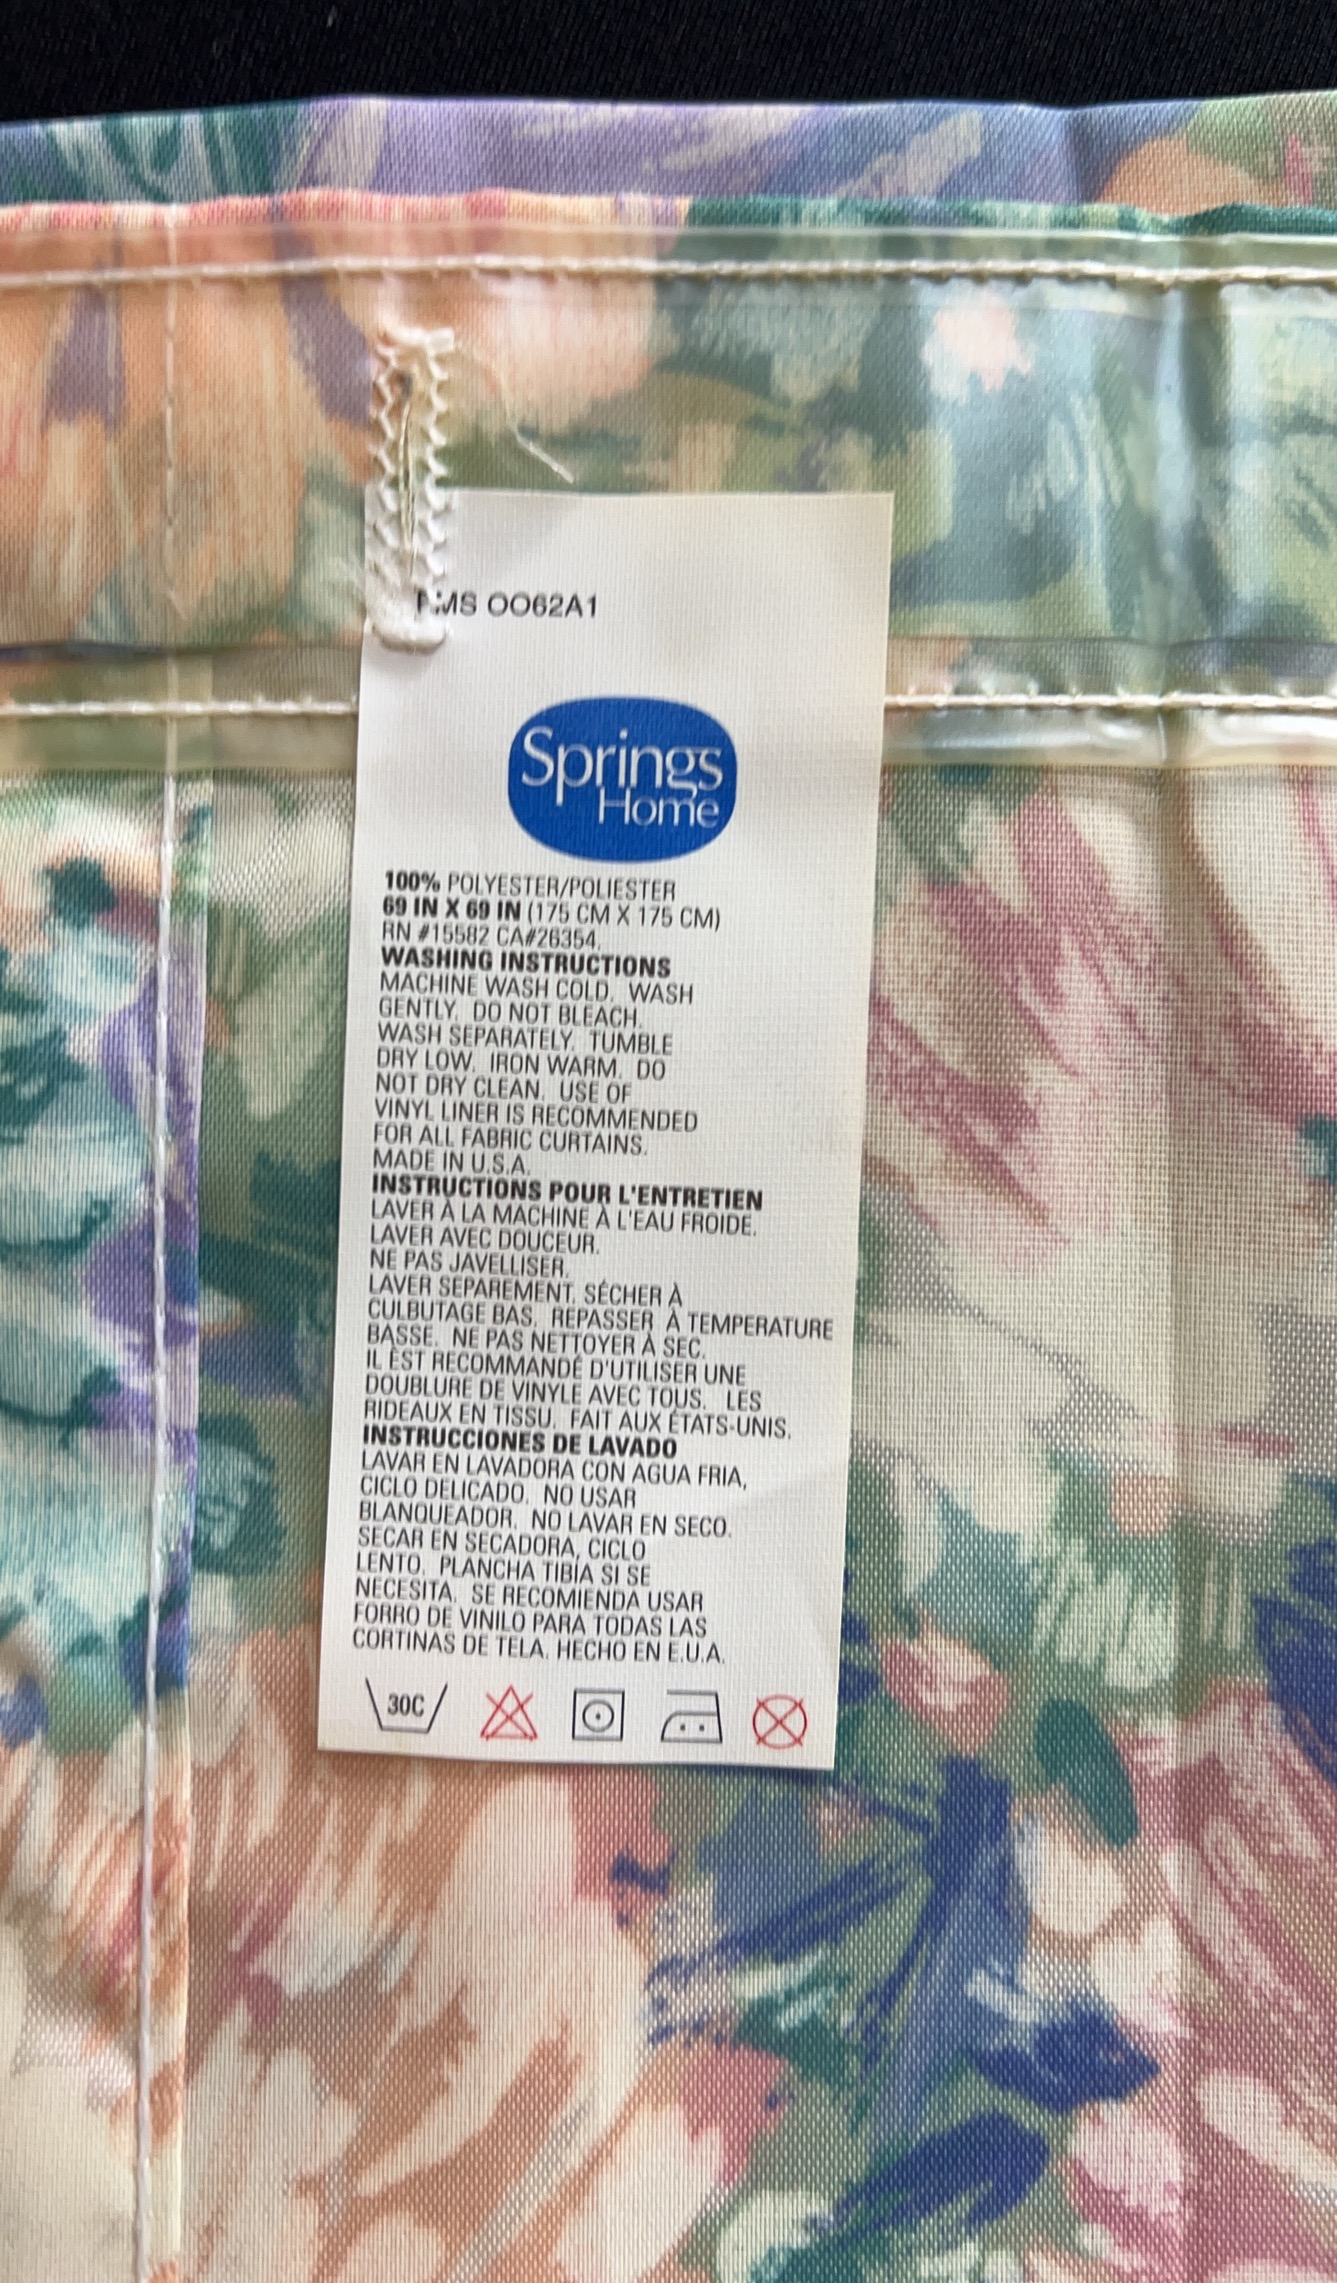 OO62A1
Springs
Home
100% POLYESTER/POLIESTER
69 IN X 69 IN (175 CM X 175 CM)
RN #15582 CA#26354.
WASHING INSTRUCTIONS
MACHINE WASH COLD. WASH
GENTLY. DO NOT BLEACH.
WASH SEPARATELY. TUMBLE
DRY LOW. IRON WARM. DO
NOT DRY CLEAN. USE OF
VINYL LINER IS RECOMMENDED
FOR ALL FABRIC CURTAINS.
MADE IN U.S.A.
INSTRUCTIONS POUR L'ENTRETIEN
LAVER À LA MACHINE À L'EAU FROIDE.
LAVER AVEC DOUCEUR.
NE PAS JAVELLISER.
LAVER SEPAREMENT. SÉCHER À
CULBUTAGE BAS. REPASSER À TEMPERATURE
BASSE. NE PAS NETTOYER À SEC.
IL EST RECOMMANDÉ D'UTILISER UNE
DOUBLURE DE VINYLE AVEC TOUS. LES
RIDEAUX EN TISSU. FAIT AUX ÉTATS-UNIS.
INSTRUCCIONES DE LAVADO
LAVAR EN LAVADORA CON AGUA FRIA,
CICLO DELICADO. NO USAR
BLANQUEADOR. NO LAVAR EN SECO.
SECAR EN SECADORA, CICLO
LENTO. PLANCHA TIBIA SI SE
NECESITA. SE RECOMIENDA USAR
FORRO DE VINILO PARA TODAS LAS
CORTINAS DE TELA. HECHO EN E.U.A.
30C